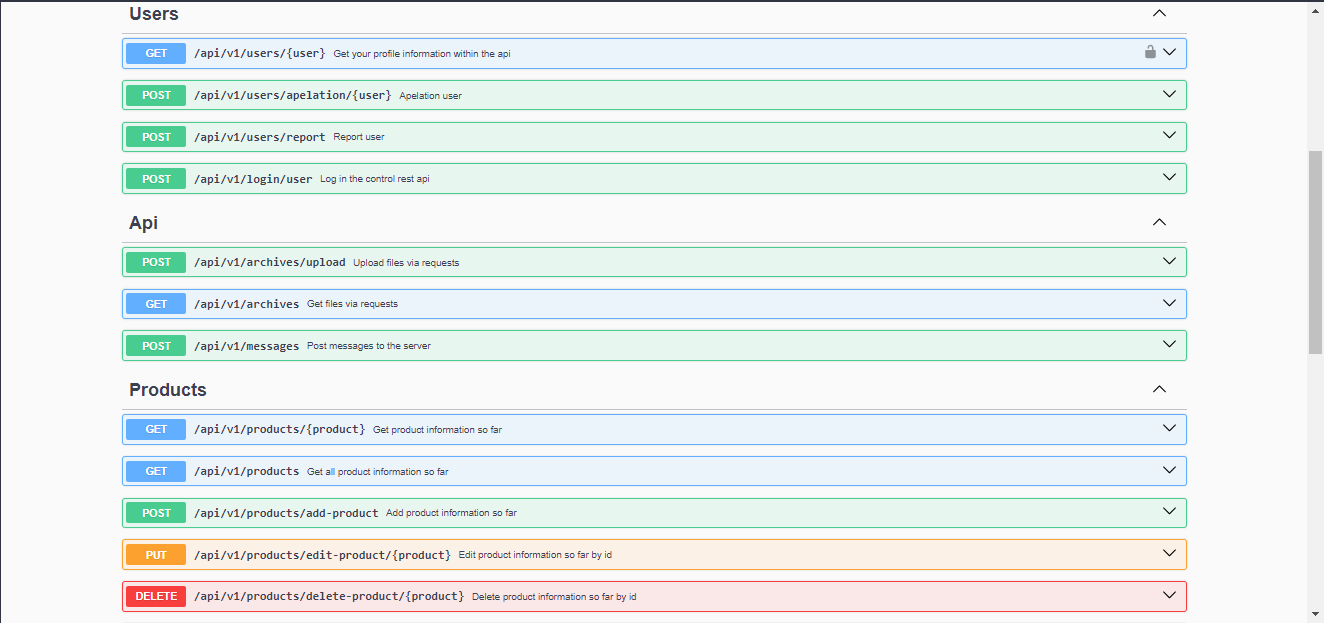 Users
GET /api/v1/users/{user} Get your profile information within the api
POST /api/v1/users/apelation/{user} Apelation user
POST /api/v1/users/report Report user
POST /api/v1/login/user Log in the control rest api
Api
POST /api/v1/archives/upload Upload files via requests
GET /api/v1/archives Get files via requests
POST /api/v1/messages Post messages to the server
Products
GET /api/v1/products/{product} Get product information so far
GET /api/v1/products Get all product information so far
POST /api/v1/products/add-product Add product information so far
PUT /api/v1/products/edit-product/{product} Edit product information so far by id
DELETE /api/v1/products/delete-product/{product} Delete product information so far by id